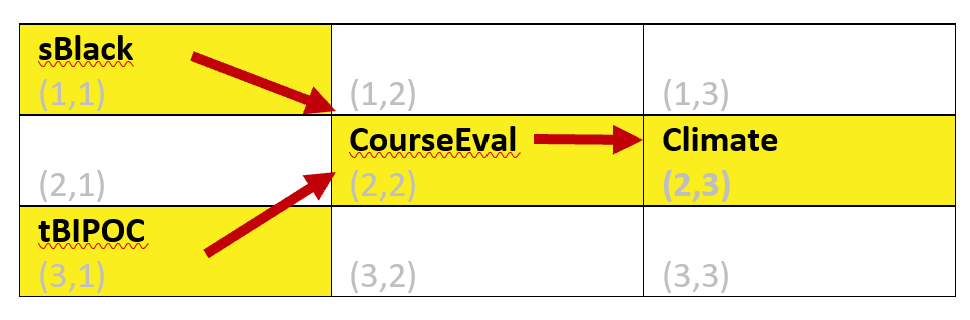 sBlack
(1,1)
(1,2)
(1,3)
(2,1)
CourseEval
(2,2)
Climate
(2,3)
tBIPOC
(3,1)
(3,2)
(3,3)